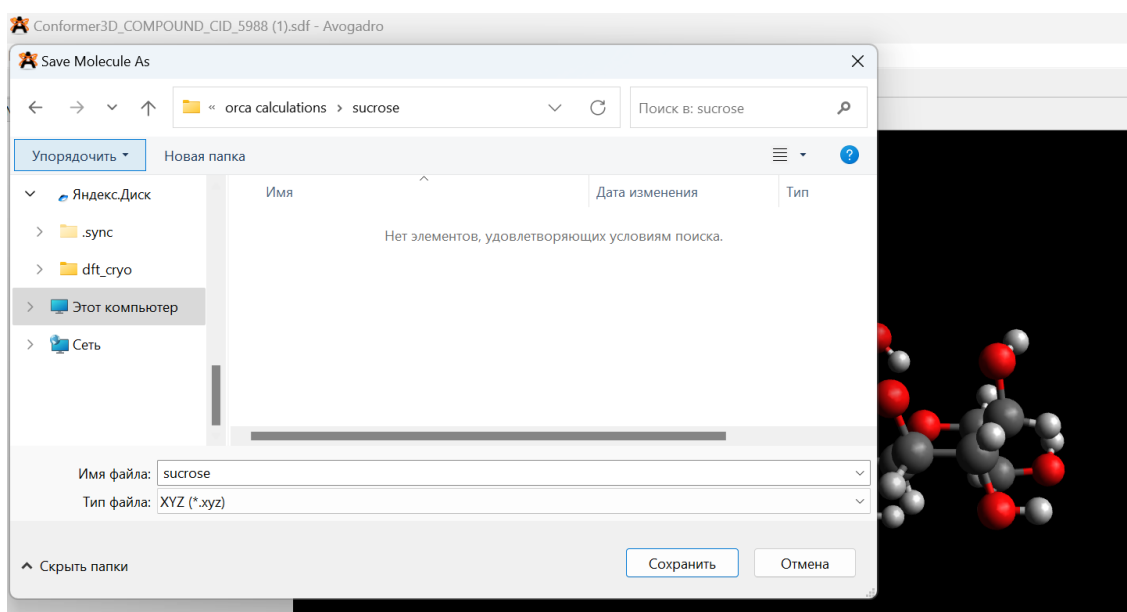 Conformer3D_COMPOUND_CID_5988 (1).sdf - Avogadro
Save Molecule As
« orca calculations > sucrose
Поиск в: sucrose
Упорядочить
Новая папка
?
Яндекс.Диск
.sync
dft_cryo
Этот компьютер
Сеть
Имя
Дата изменения
Тип
Нет элементов, удовлетворяющих условиям поиска.
Имя файла: sucrose
Тип файла: XYZ (*.xyz)
Скрыть папки
Сохранить
Отмена